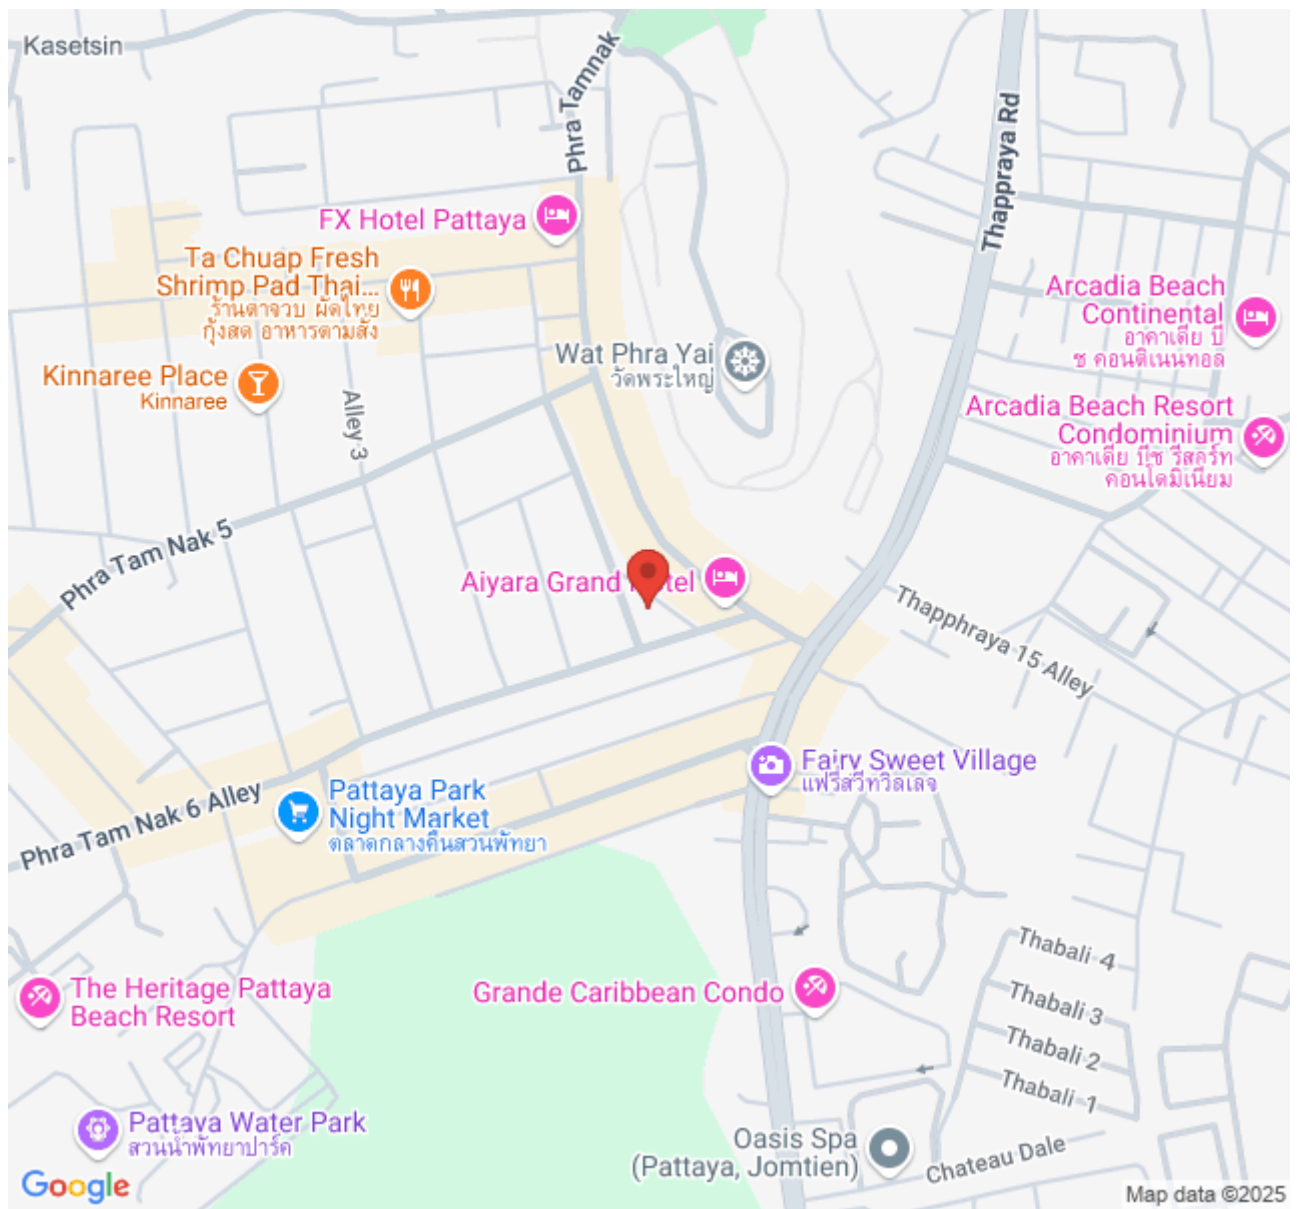 Kasetsin
Phra Tamnak
Thappraya Rd
FX Hotel Pattaya
Ta Chuap Fresh
Shrimp Pad Thai...
ร้านตาจวบ ผัดไทย
กุ้งสด อาหารตามสั่ง
Arcadia Beach
Continental
อาคาเดีย บี
ช คอนติเนนทอล
Wat Phra Yai
วัดพระใหญ่
Kinnaree Place
Kinnaree
Alley 3
Arcadia Beach Resort
Condominium
อาคาเดีย บีช รีสอร์ท
คอนโดมิเนียม
Phra Tam Nak 5
Aiyara Grand
Thapphraya 15 Alley
Fairy Sweet Village
แฟรี่สวีทวิลเลจ
Pattaya Park
Night Market
ตลาดกลางคืนสวนพัทยา
Phra Tam Nak 6 Alley
Thabali 4
The Heritage Pattaya
Beach Resort
Grande Caribbean Condo
Thabali 3
Thabali 2
Thabali 1
Pattaya Water Park
สวนน้ำพัทยาปาร์ค
Oasis Spa
(Pattaya, Jomtien)
Chateau Dale
Google
Map data ©2025